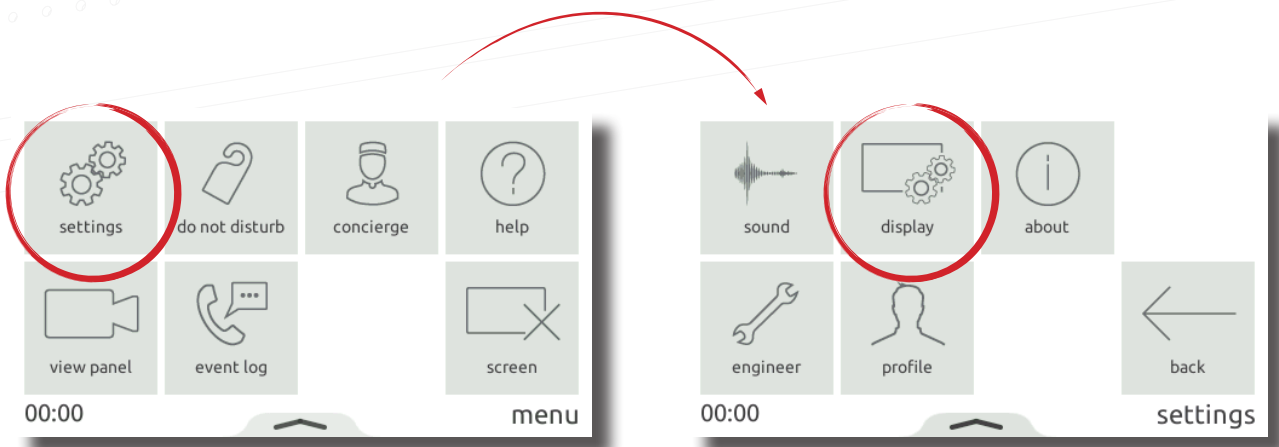 settings
do not disturb
concierge
help
view panel
event log
screen
00:00
menu
sound
display
about
engineer
profile
back
00:00
settings